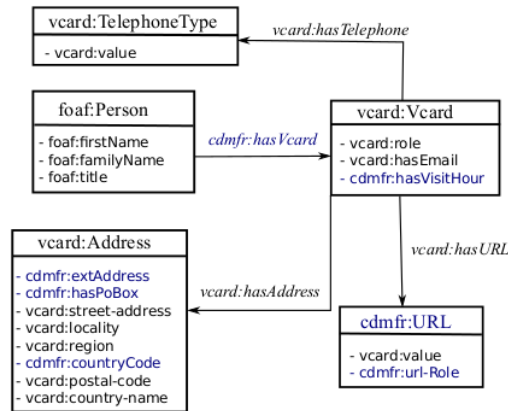 vcard:TelephoneType
- vcard:value
vcard:hasTelephone
foaf:Person
- foaf:firstName
- foaf:familyName
- foaf:title
cdmfr:hasVcard
vcard:Vcard
- vcard:role
- vcard:hasEmail
- cdmfr:hasVisitHour
vcard:Address
- cdmfr:extAddress
- cdmfr:hasPoBox
- vcard:street-address
- vcard:locality
- vcard:region
- cdmfr:countryCode
- vcard:postal-code
- vcard:country-name
vcard:hasAddress
vcard:hasURL
cdmfr:URL
- vcard:value
- cdmfr:url-Role